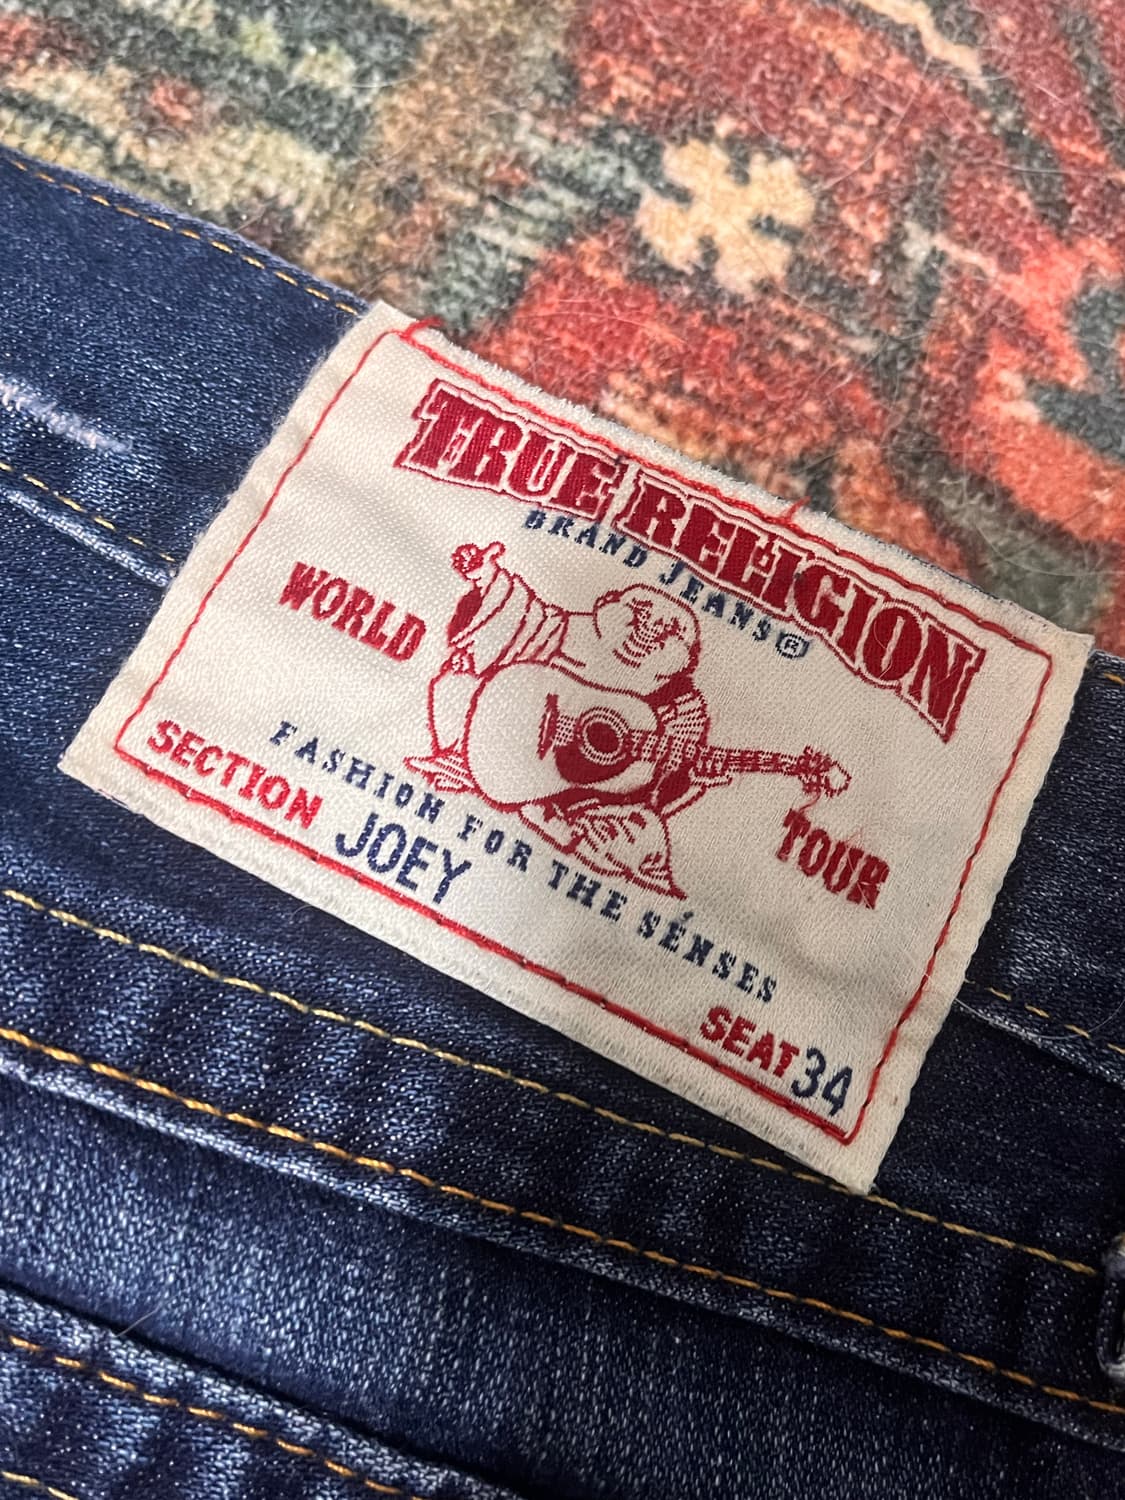 TRUE RELIGION
BRAND JEANS®
WORLD TOUR
FASHION FOR THE SÉNSES
SECTION JOEY
SEAT 34